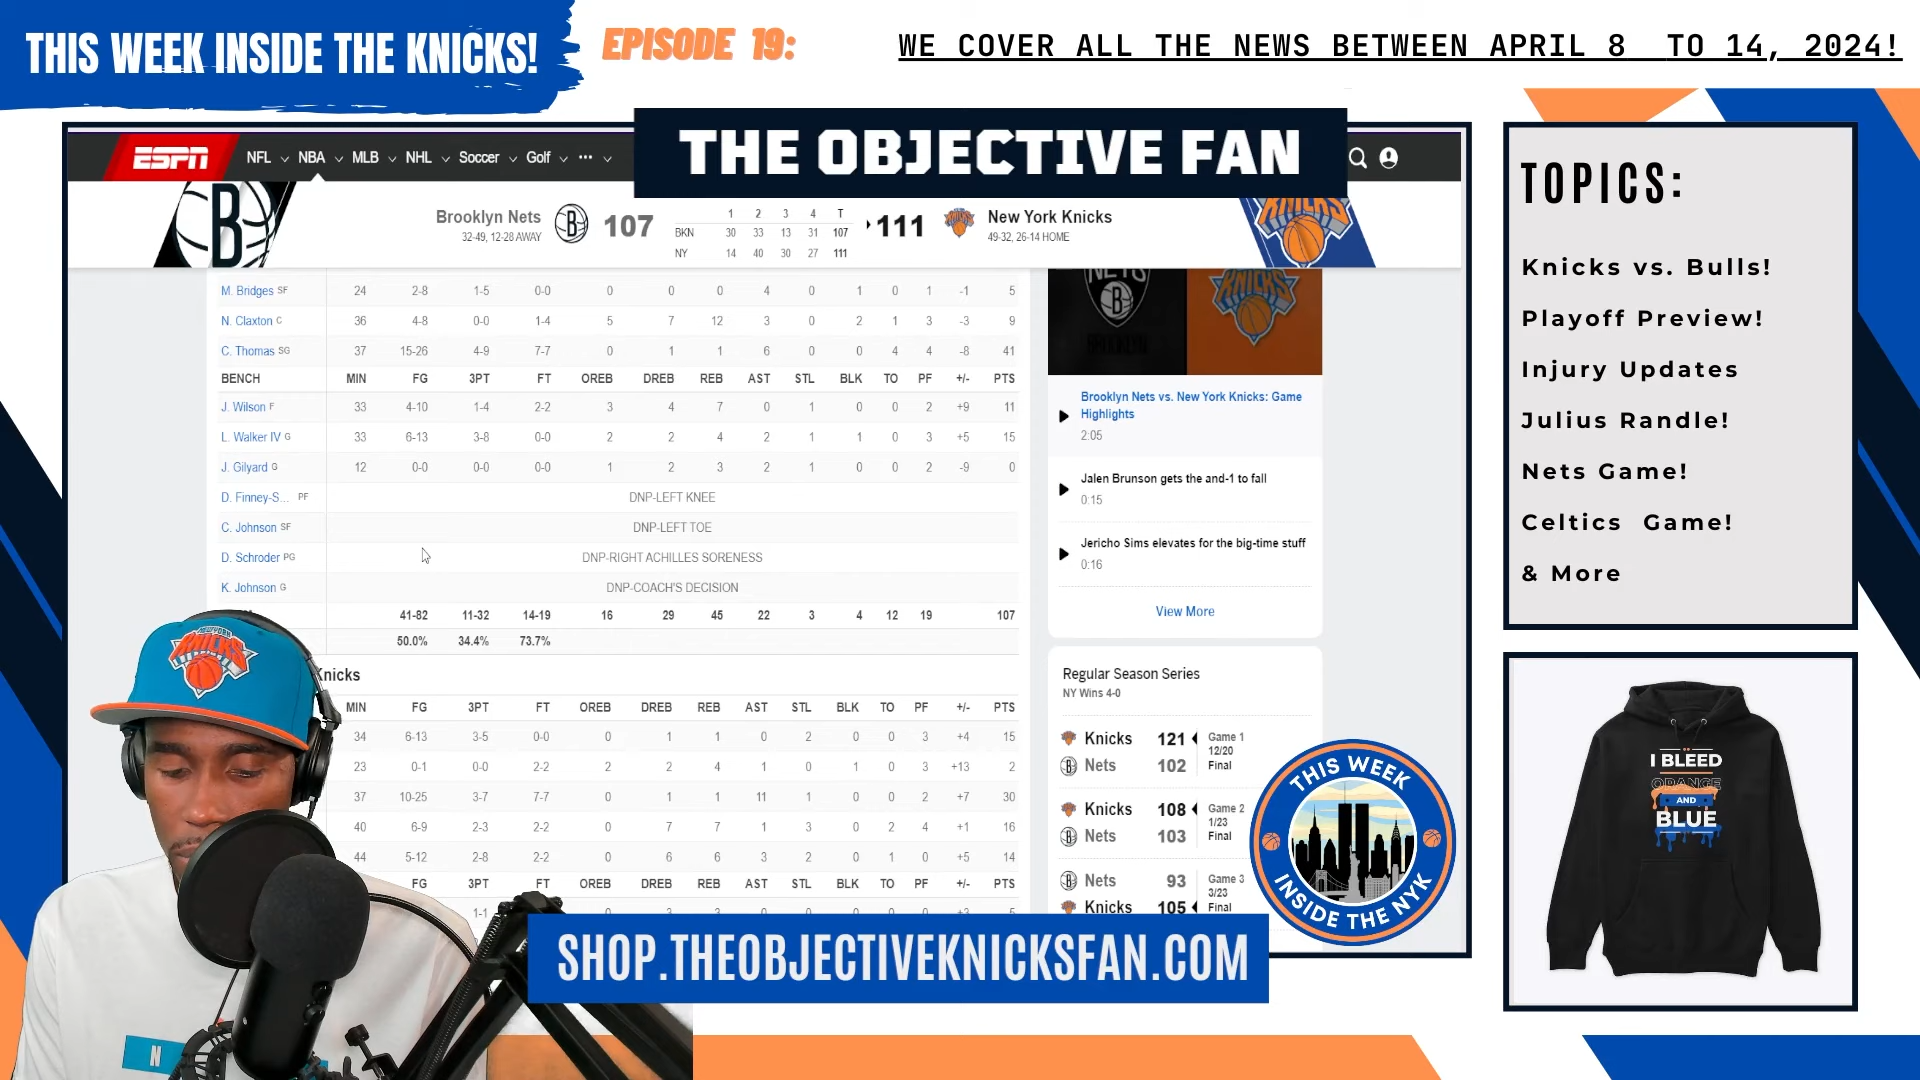 THIS WEEK INSIDE THE KNICKS!
EPISODE 19:
WE COVER ALL THE NEWS BETWEEN APRIL 8 TO 14, 2024!
THE OBJECTIVE FAN
ESPN NFL NBA MLB NHL Soccer Golf ...
Brooklyn Nets 107
32-49, 12-28 AWAY
1 2 3 4 T
BKN 30 33 13 31 107
NY 14 40 30 27 111
111 New York Knicks
49-32, 26-14 HOME
KNICKS
M. Bridges SF 24 2-8 1-5 0-0 0 0 0 4 0 1 0 1 -1 5
N. Claxton C 36 4-8 0-0 1-4 5 7 12 3 0 2 1 3 -3 9
C. Thomas SG 37 15-26 4-9 7-7 0 1 1 6 0 0 4 4 -8 41
BENCH MIN FG 3PT FT OREB DREB REB AST STL BLK TO PF +/- PTS
J. Wilson F 33 4-10 1-4 2-2 3 4 7 0 1 0 0 2 +9 11
L. Walker IV G 33 6-13 3-8 0-0 2 2 4 2 1 1 0 3 +5 15
J. Gilyard G 12 0-0 0-0 0-0 1 2 3 2 1 0 0 2 -9 0
D. Finney-S... PF DNP-LEFT KNEE
C. Johnson SF DNP-LEFT TOE
D. Schroder PG DNP-RIGHT ACHILLES SORENESS
K. Johnson G DNP-COACH'S DECISION
41-82 11-32 14-19 16 29 45 22 3 4 12 19 107
50.0% 34.4% 73.7%
Knicks
MIN FG 3PT FT OREB DREB REB AST STL BLK TO PF +/- PTS
34 6-13 3-5 0-0 0 1 1 0 2 0 0 3 +4 15
23 0-1 0-0 2-2 2 2 4 1 0 1 0 3 +13 2
37 10-25 3-7 7-7 0 1 1 11 1 0 0 2 +7 30
40 6-9 2-3 2-2 0 7 7 1 3 0 2 4 +1 16
44 5-12 2-8 2-2 0 6 6 3 2 0 1 0 +5 14
FG 3PT FT OREB DREB REB AST STL BLK TO PF +/- PTS
1-1
NETS
B
BROOKLYN
KNICKS
Brooklyn Nets vs. New York Knicks: Game
Highlights
2:05
Jalen Brunson gets the and-1 to fall
0:15
Jericho Sims elevates for the big-time stuff
0:16
View More
Regular Season Series
NY Wins 4-0
Knicks 121 Game 1
12/20
Nets 102 Final
Knicks 108 Game 2
1/23
Nets 103 Final
Nets 93 Game 3
3/23
Knicks 105 Final
THIS WEEK
INSIDE THE NYK
SHOP.THEOBJECTIVEKNICKSFAN.COM
NEW YORK
KNICKS
N
TOPICS:
Knicks vs. Bulls!
Playoff Preview!
Injury Updates
Julius Randle!
Nets Game!
Celtics Game!
& More
I BLEED
ORANGE
AND
BLUE